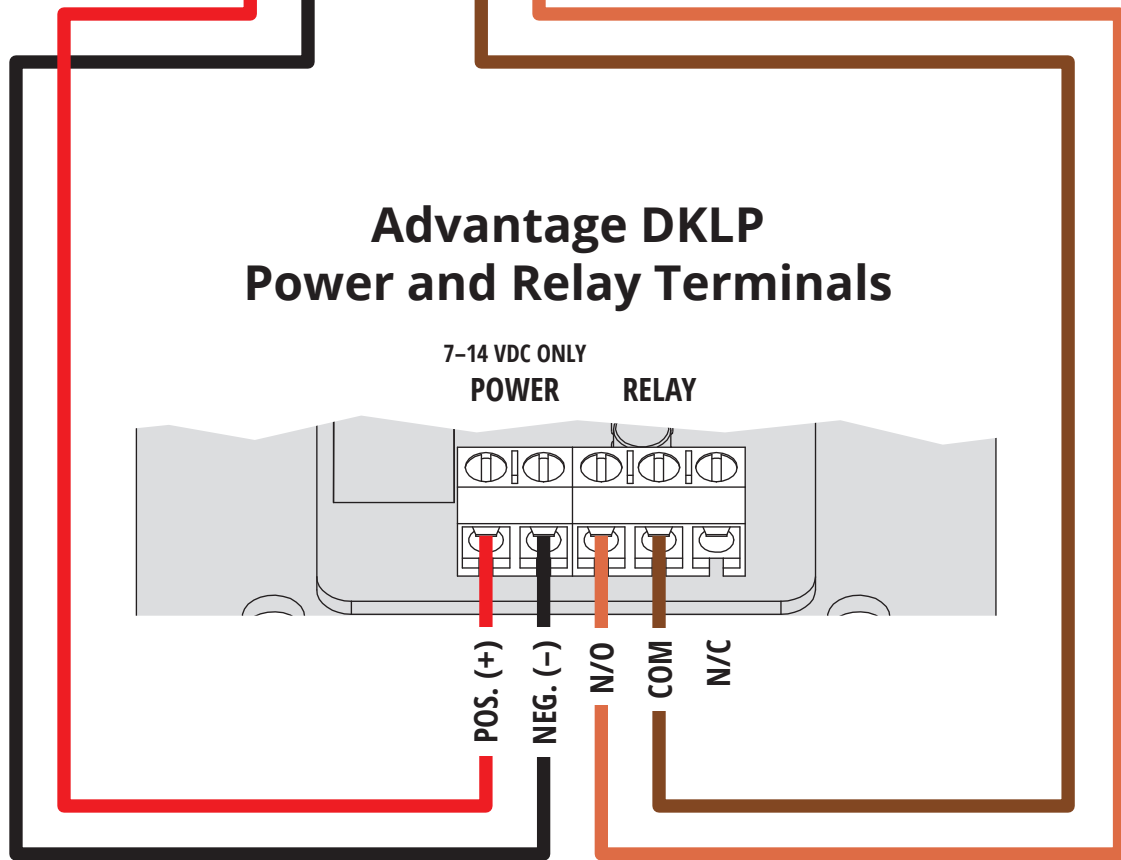 Advantage DKLP
Power and Relay Terminals
7–14 VDC ONLY
POWER
RELAY
POS. (+)
NEG. (–)
N/O
COM
N/C